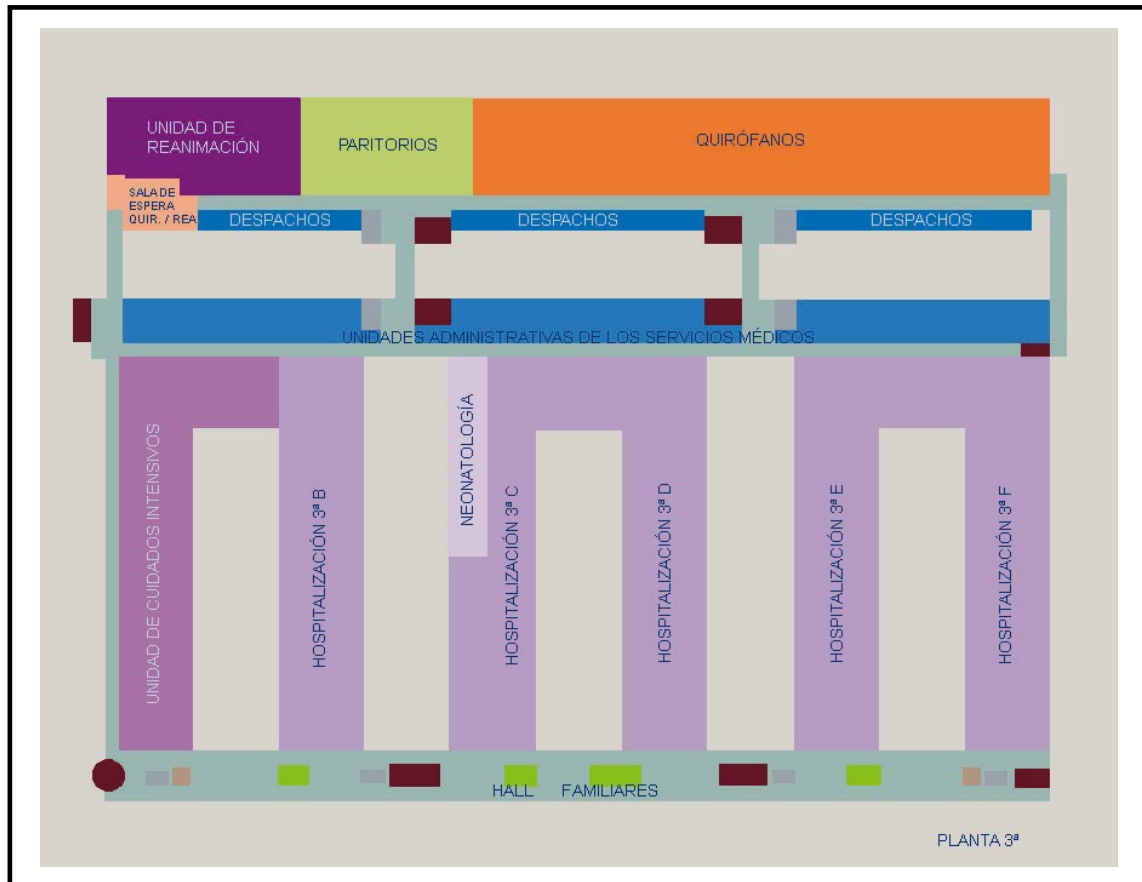 UNIDAD DE
REANIMACIÓN
PARITORIOS
QUIRÓFANOS
SALA DE
ESPERA
QUIR. / REA
DESPACHOS
DESPACHOS
DESPACHOS
UNIDADES ADMINISTRATIVAS DE LOS SERVICIOS MÉDICOS
UNIDAD DE CUIDADOS INTENSIVOS
HOSPITALIZACIÓN 3ª B
NEONATOLOGÍA
HOSPITALIZACIÓN 3ª C
HOSPITALIZACIÓN 3ª D
HOSPITALIZACIÓN 3ª E
HOSPITALIZACIÓN 3ª F
HALL FAMILIARES
PLANTA 3ª